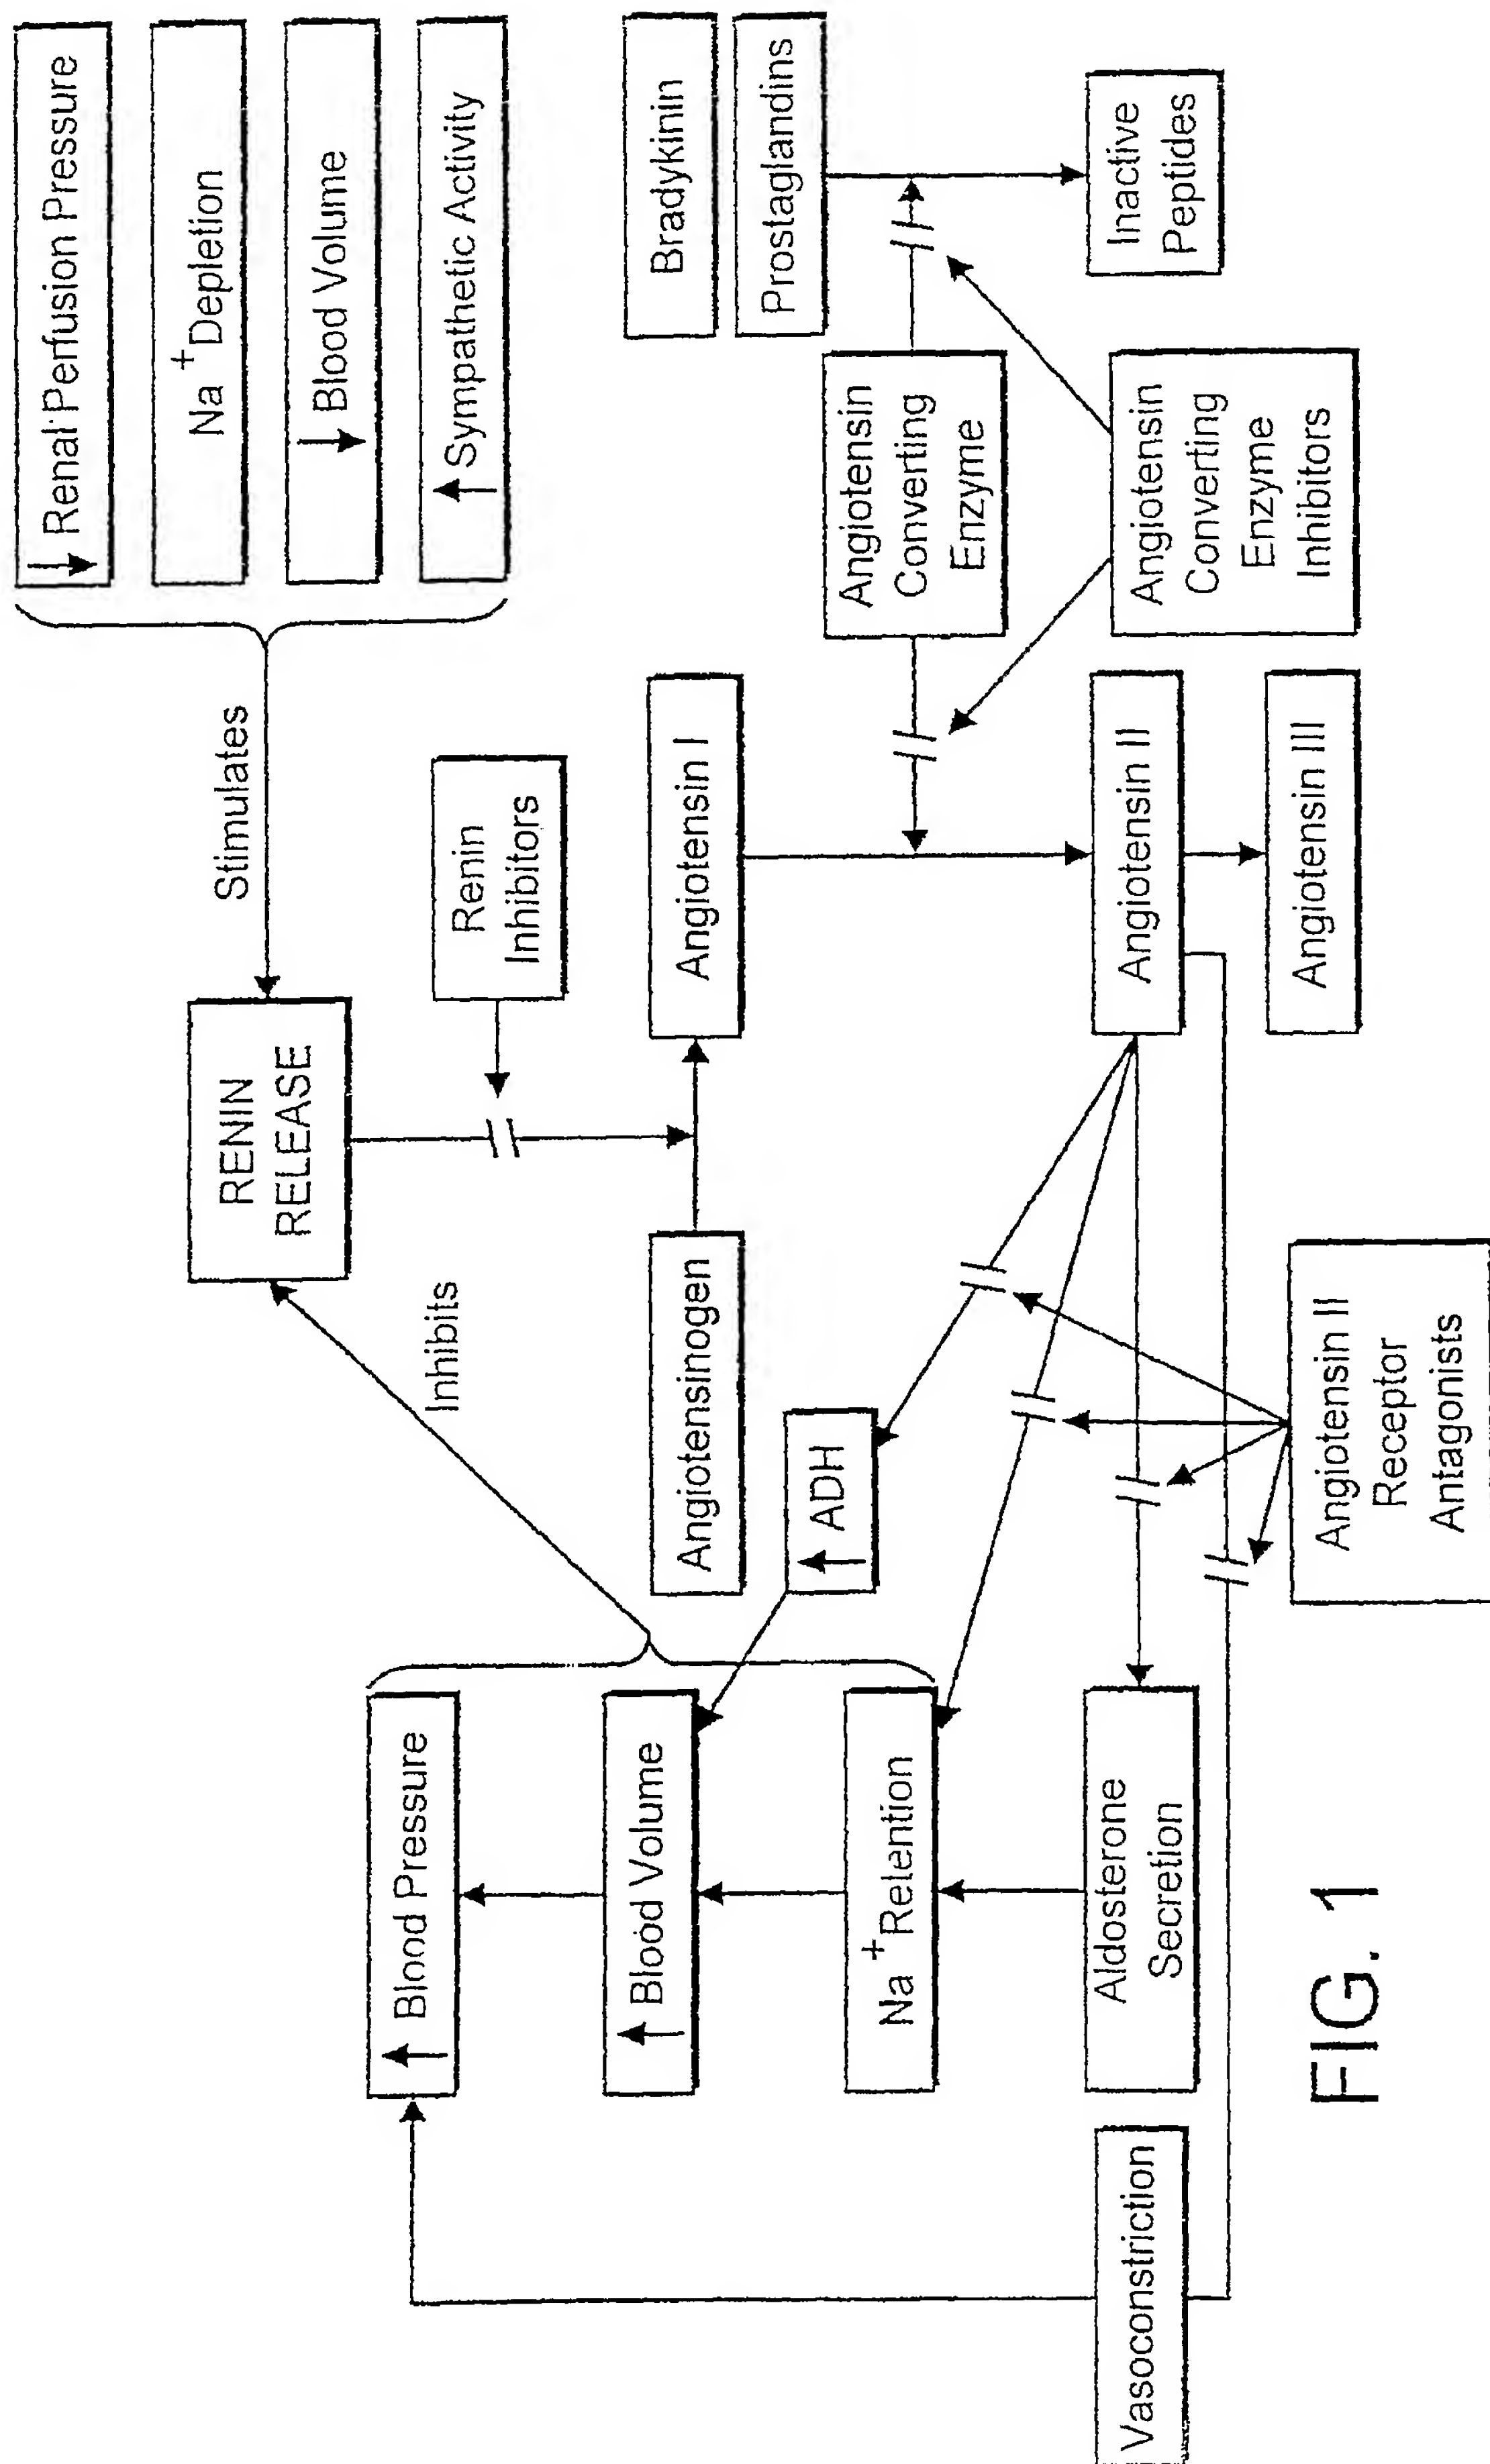 ↓ Renal Perfusion Pressure
Na+ Depletion
↓ Blood Volume
↑ Sympathetic Activity
Stimulates
RENIN
RELEASE
Inhibits
Renin
Inhibitors
↑ Blood Pressure
↑ Blood Volume
Na+ Retention
Aldosterone
Secretion
Vasoconstriction
Angiotensinogen
Angiotensin I
↑ ADH
Bradykinin
Prostaglandins
Angiotensin
Converting
Enzyme
Inactive
Peptides
Angiotensin
Converting
Enzyme
Inhibitors
Angiotensin II
Angiotensin III
Angiotensin II
Receptor
Antagonists
FIG. 1